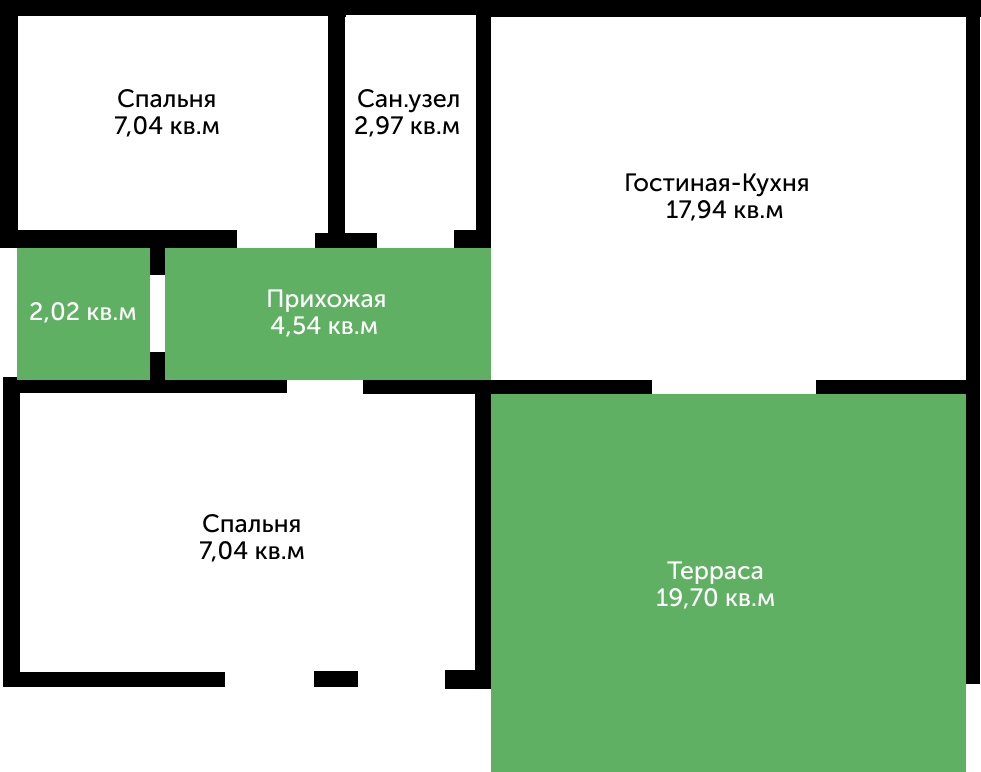 Спальня
7,04 кв.м
Сан.узел
2,97 кв.м
Гостиная-Кухня
17,94 кв.м
2,02 кв.м
Прихожая
4,54 кв.м
Спальня
7,04 кв.м
Терраса
19,70 кв.м